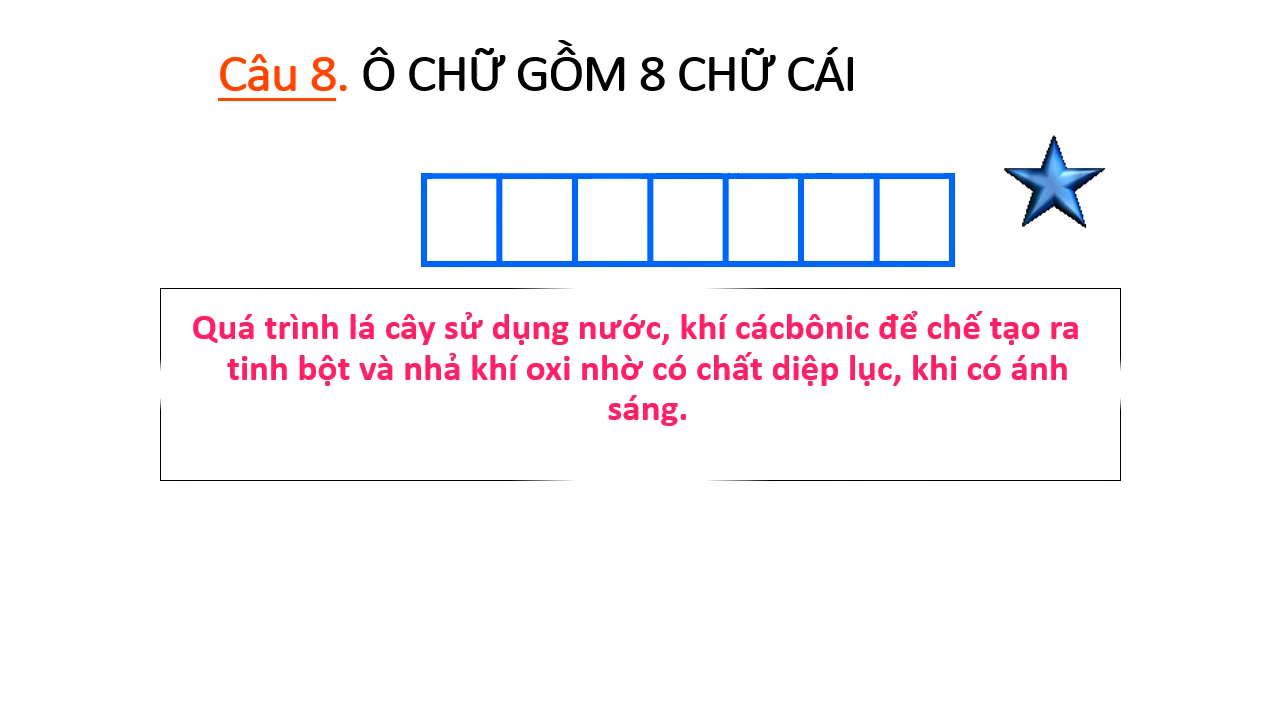 Câu 8. Ô CHỮ GỒM 8 CHỮ CÁI
Quá trình lá cây sử dụng nước, khí cácbônic để chế tạo ra
tinh bột và nhả khí oxi nhờ có chất diệp lục, khi có ánh
sáng.